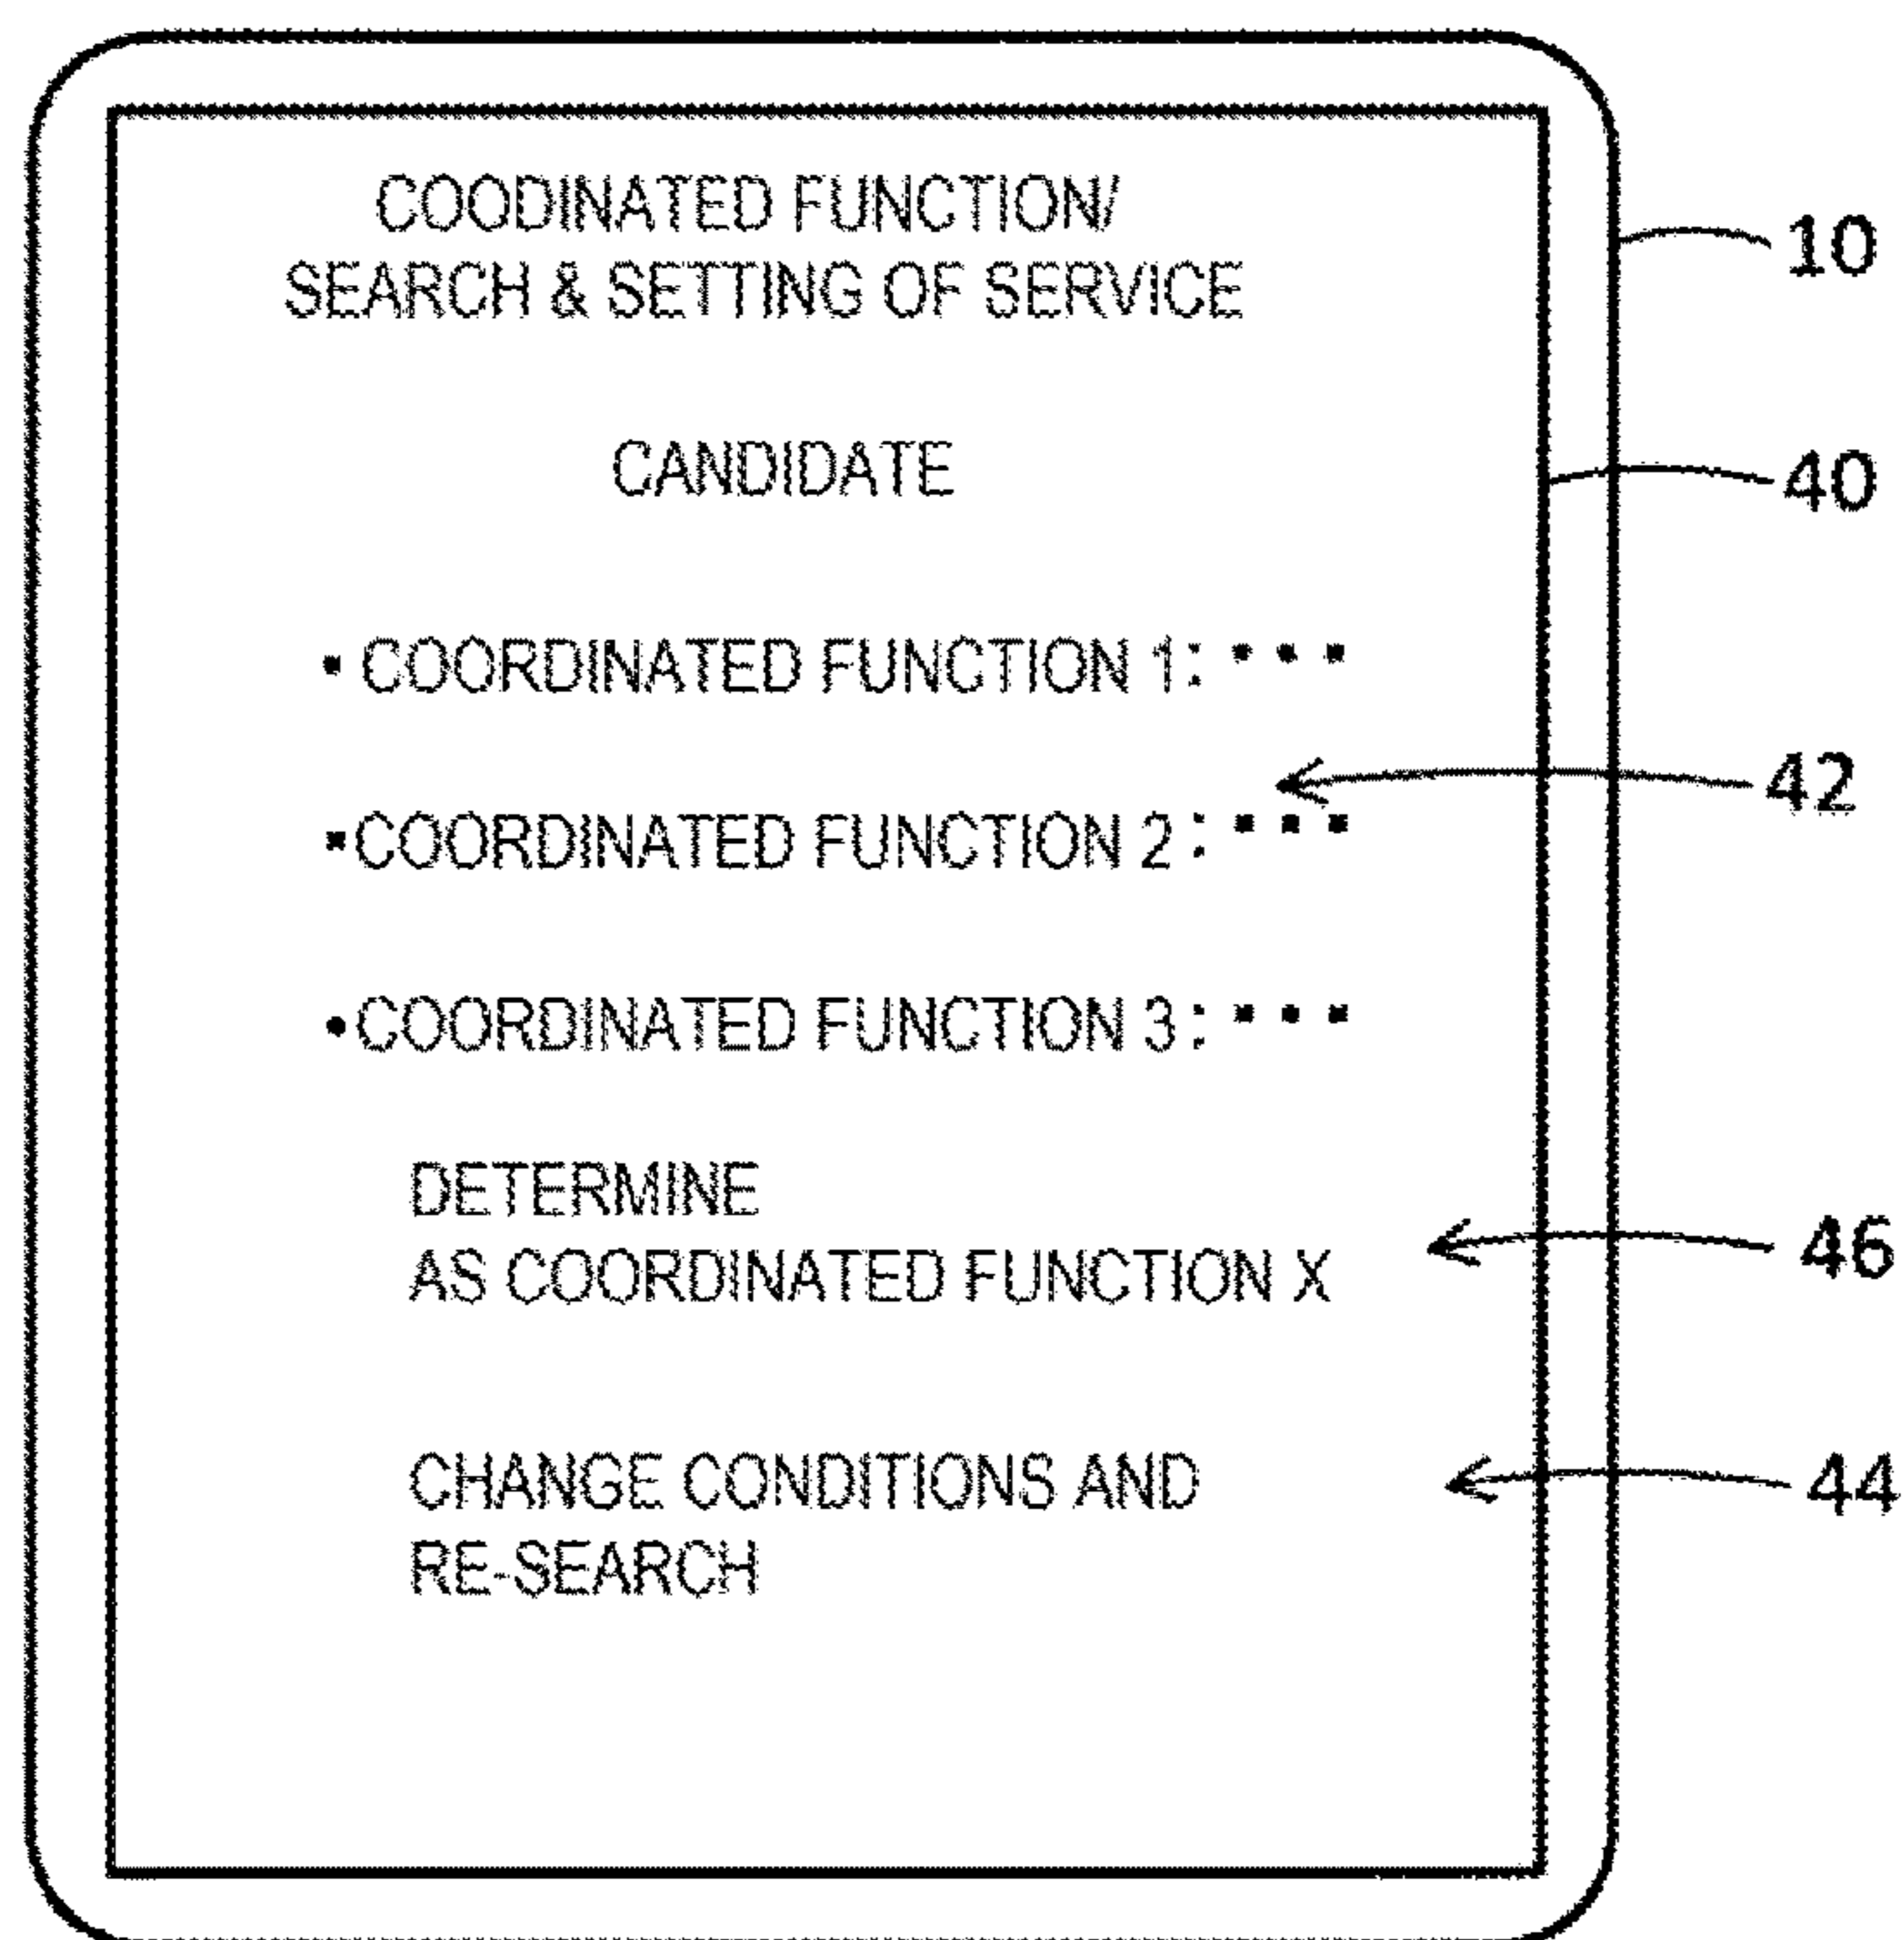 COODINATED FUNCTION/
SEARCH & SETTING OF SERVICE
10
CANDIDATE
40
▪ COORDINATED FUNCTION 1: ▪ ▪ ▪
42
▪COORDINATED FUNCTION 2 : ▪ ▪ ▪
•COORDINATED FUNCTION 3 : ▪ ▪ ▪
DETERMINE
AS COORDINATED FUNCTION X
46
CHANGE CONDITIONS AND
RE-SEARCH
44